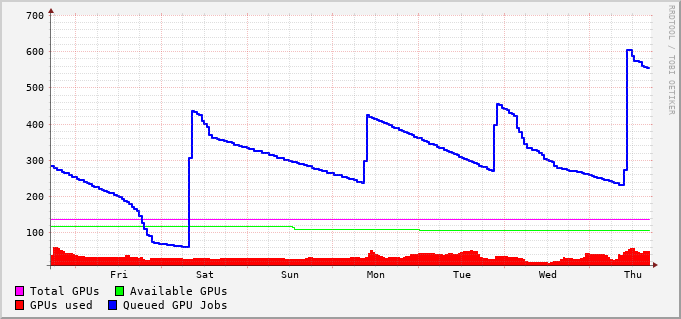 700
600
500
400
300
200
100
Fri Sat Sun Mon Tue Wed Thu
Total GPUs Available GPUs
GPUs used Queued GPU Jobs
RRDTOOL / TOBI OETIKER